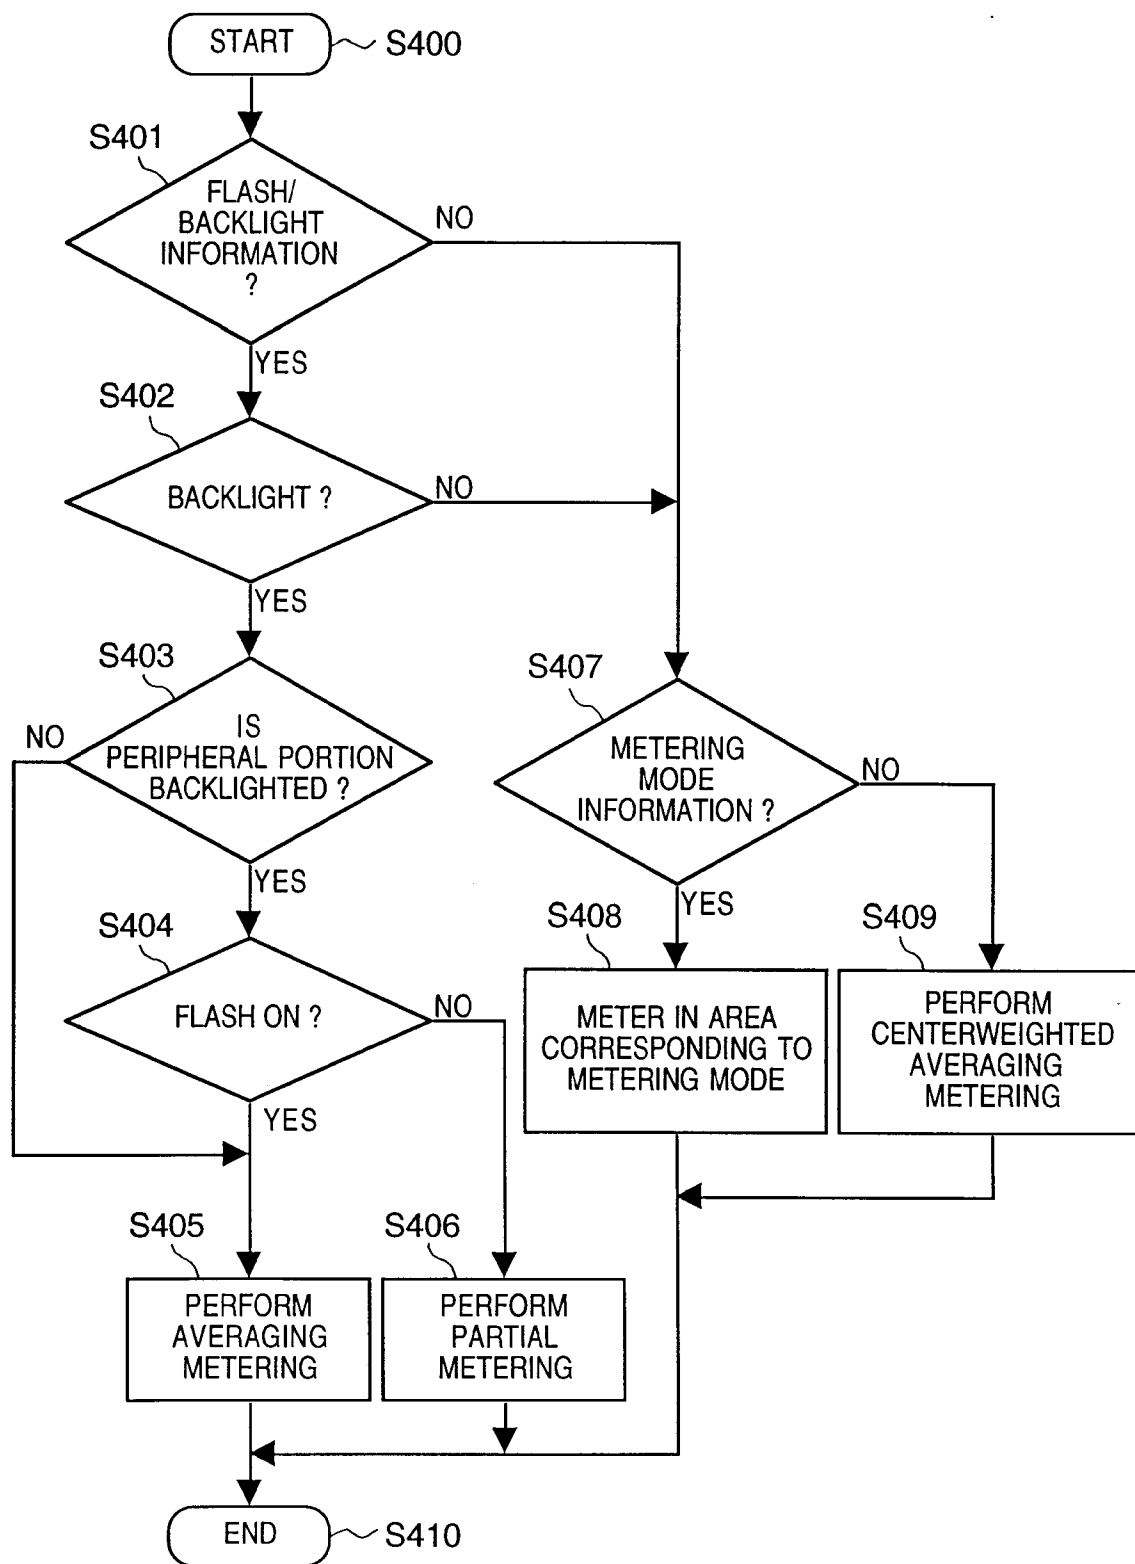 START
S400
S401
FLASH/
BACKLIGHT
INFORMATION
?
NO
YES
S402
BACKLIGHT ?
NO
YES
S403
IS
PERIPHERAL PORTION
BACKLIGHTED ?
NO
YES
S407
METERING
MODE
INFORMATION ?
NO
YES
S404
FLASH ON ?
NO
YES
S408
METER IN AREA
CORRESPONDING TO
METERING MODE
S409
PERFORM
CENTERWEIGHTED
AVERAGING
METERING
S405
PERFORM
AVERAGING
METERING
S406
PERFORM
PARTIAL
METERING
END
S410